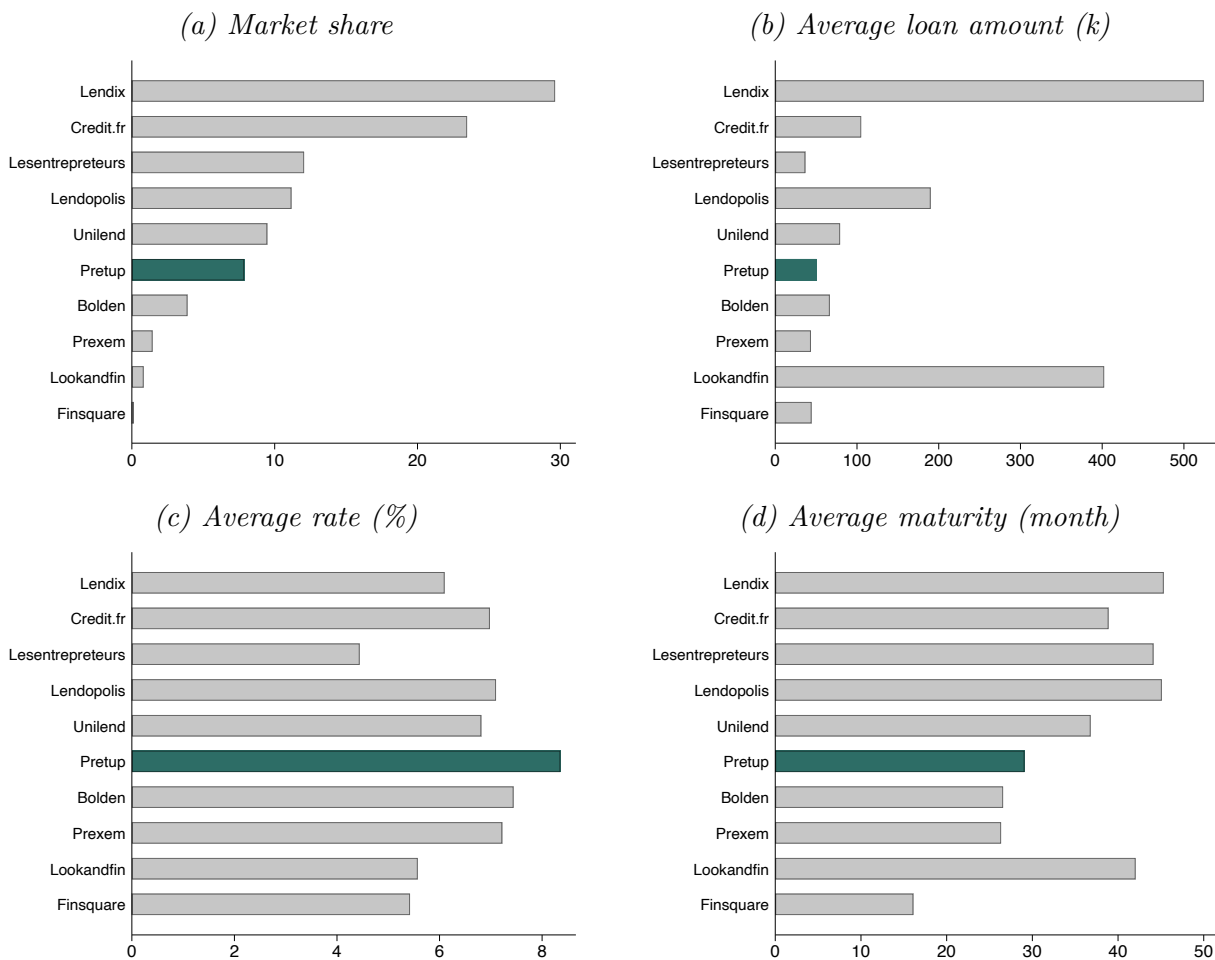 (a) Market share
Lendix
Credit.fr
Lesentrepreteurs
Lendopolis
Unilend
Pretup
Bolden
Prexem
Lookandfin
Finsquare
0 10 20 30
(b) Average loan amount (k)
Lendix
Credit.fr
Lesentrepreteurs
Lendopolis
Unilend
Pretup
Bolden
Prexem
Lookandfin
Finsquare
0 100 200 300 400 500
(c) Average rate (%)
Lendix
Credit.fr
Lesentrepreteurs
Lendopolis
Unilend
Pretup
Bolden
Prexem
Lookandfin
Finsquare
0 2 4 6 8
(d) Average maturity (month)
Lendix
Credit.fr
Lesentrepreteurs
Lendopolis
Unilend
Pretup
Bolden
Prexem
Lookandfin
Finsquare
0 10 20 30 40 50